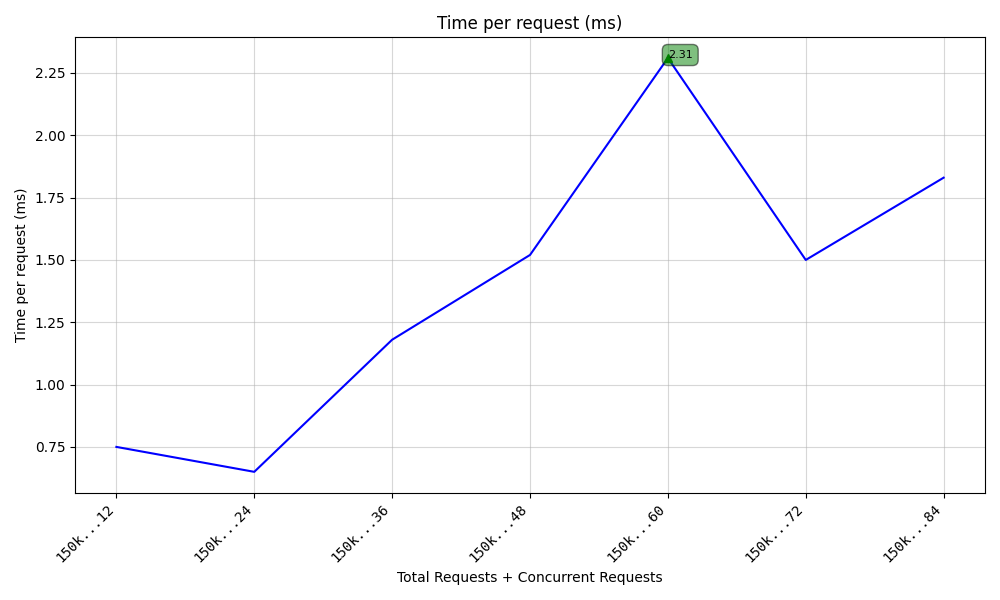 Time per request (ms)
2.31
2.25
2.00
1.75
1.50
1.25
1.00
0.75
Time per request (ms)
150k...12
150k...24
150k...36
150k...48
150k...60
150k...72
150k...84
Total Requests + Concurrent Requests